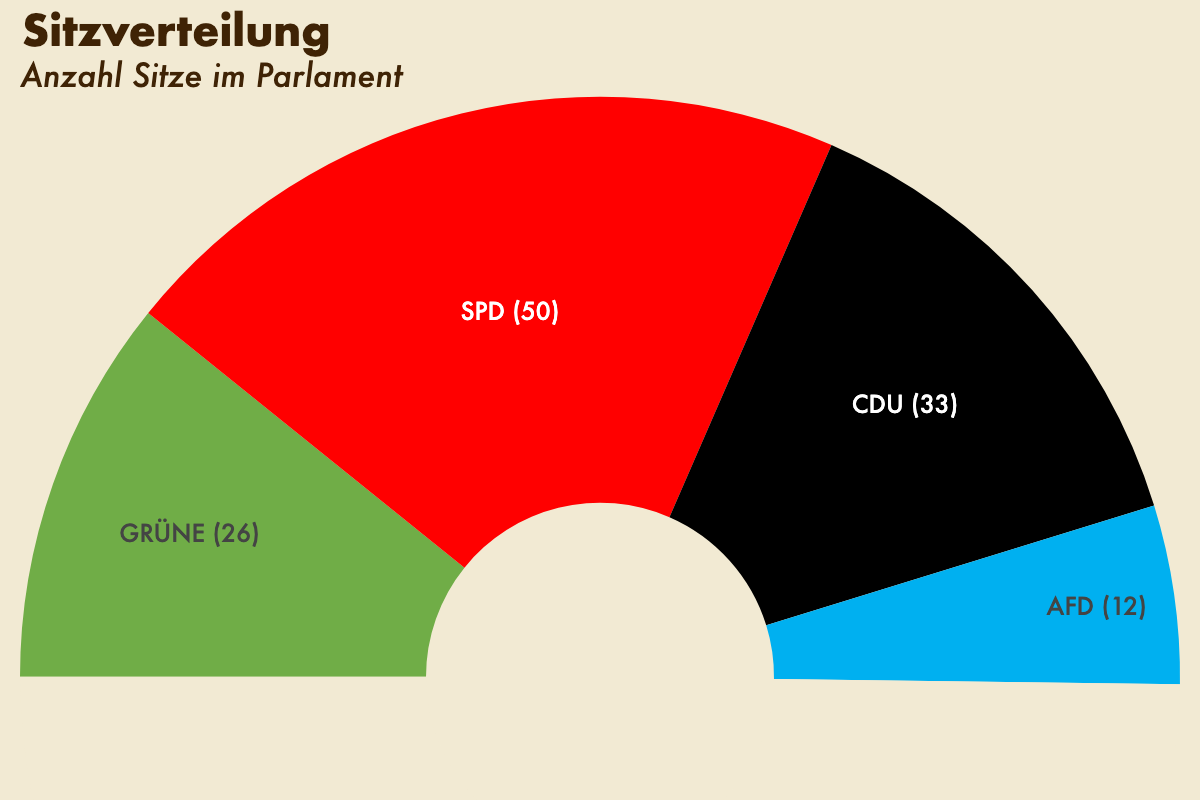 Sitzverteilung
Anzahl Sitze im Parlament
SPD (50)
CDU (33)
GRÜNE (26)
AFD (12)